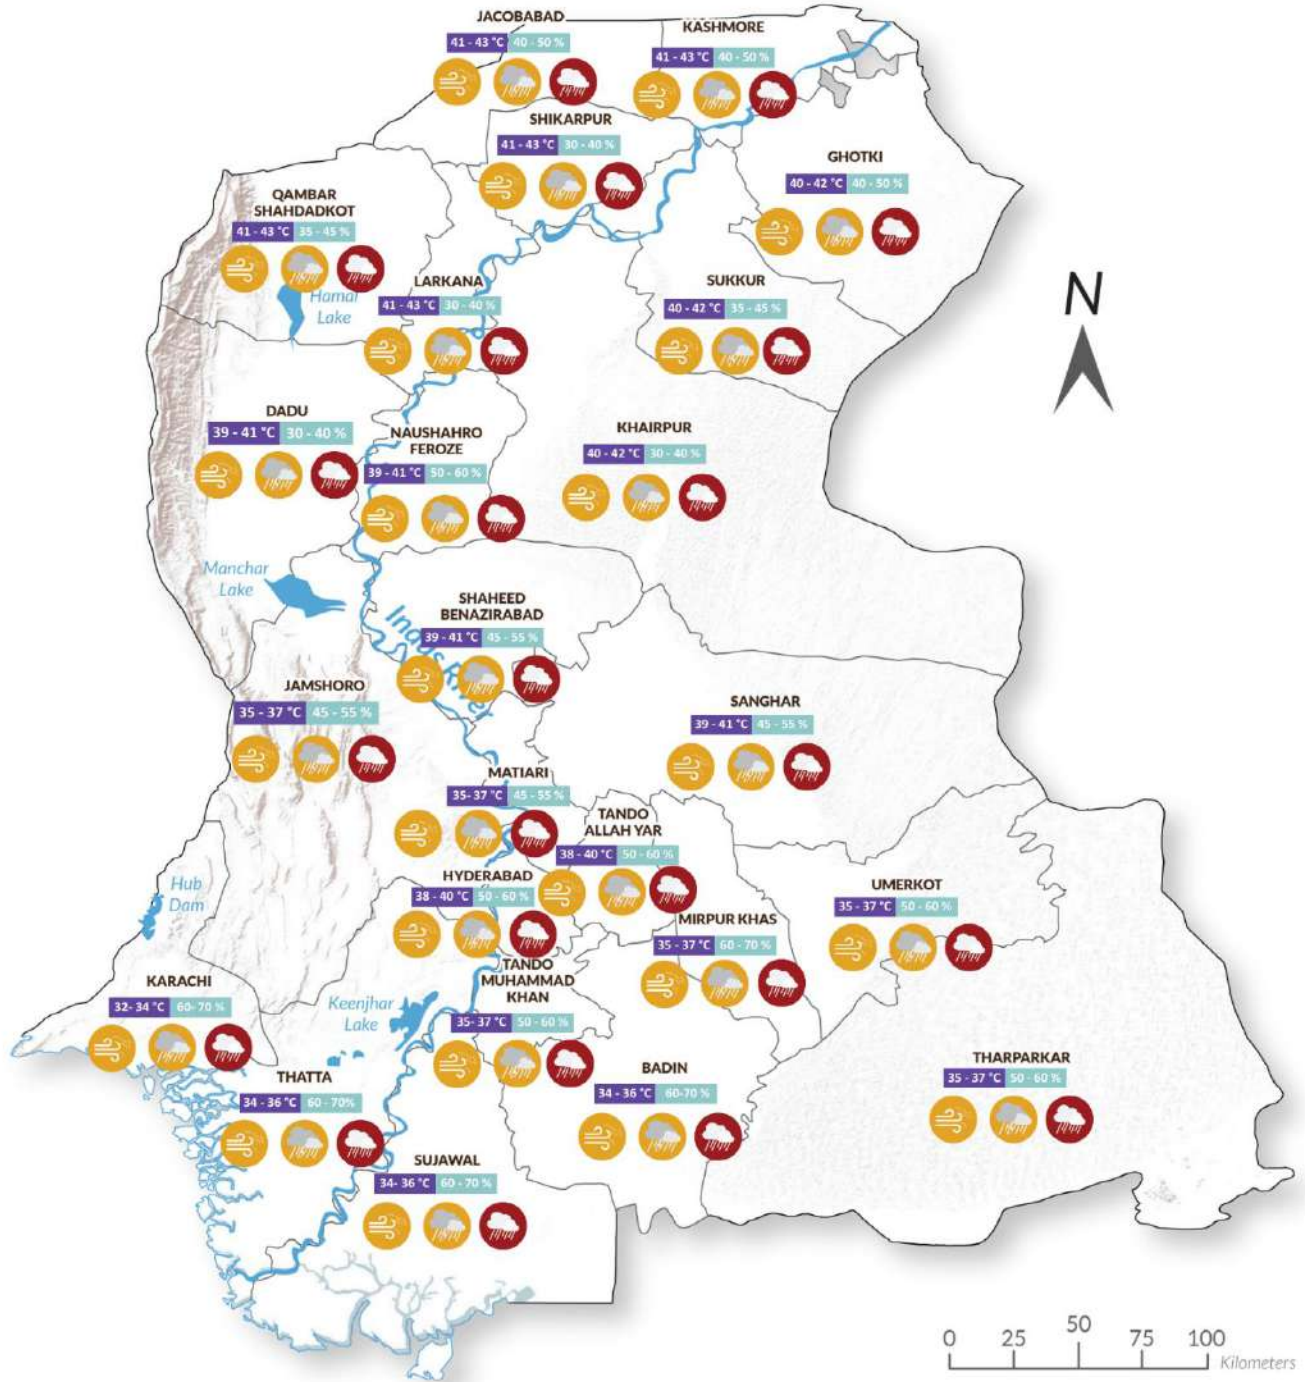 JACOBABAD
41 - 43 °C 40 - 50 %
KASHMORE
41 - 43 °C 40 - 50 %
SHIKARPUR
41 - 43 °C 30 - 40 %
GHOTKI
40 - 42 °C 40 - 50 %
QAMBAR
SHAHDADKOT
41 - 43 °C 35 - 45 %
Hamal
Lake
LARKANA
41 - 43 °C 30 - 40 %
SUKKUR
40 - 42 °C 35 - 45 %
N
DADU
39 - 41 °C 30 - 40 %
NAUSHAHRO
FEROZE
39 - 41 °C 50 - 60 %
KHAIRPUR
40 - 42 °C 30 - 40 %
Manchar
Lake
SHAHEED
BENAZIRABAD
39 - 41 °C 45 - 55 %
Indus River
JAMSHORO
35 - 37 °C 45 - 55 %
SANGHAR
39 - 41 °C 45 - 55 %
MATIARI
35- 37 °C 45 - 55 %
TANDO
ALLAH YAR
38 - 40 °C 50 - 60 %
HYDERABAD
38 - 40 °C 50 - 60 %
Hub
Dam
UMERKOT
35 - 37 °C 50 - 60 %
MIRPUR KHAS
35 - 37 °C 60 - 70 %
TANDO
MUHAMMAD
KHAN
35- 37 °C 50 - 60 %
KARACHI
32- 34 °C 60- 70 %
Keenjhar
Lake
THATTA
34 - 36 °C 60 - 70%
BADIN
34 - 36 °C 60-70 %
THARPARKAR
35 - 37 °C 50 - 60 %
SUJAWAL
34- 36 °C 60 - 70 %
0 25 50 75 100
Kilometers